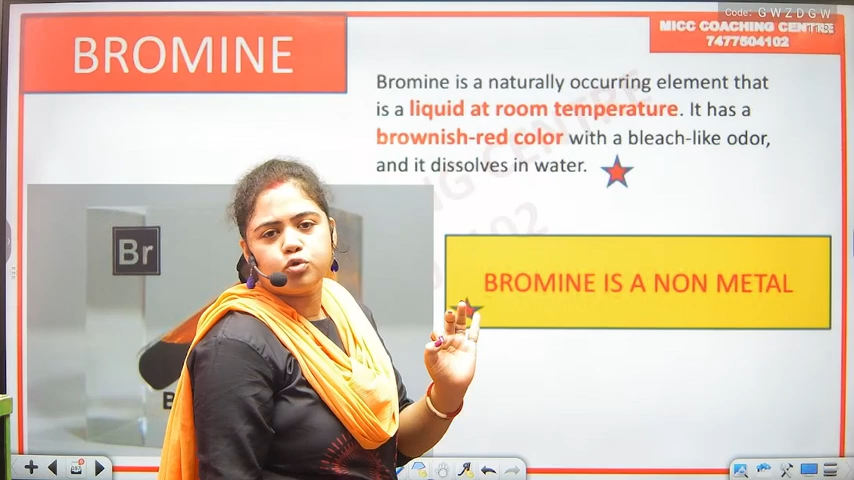 Code: G W Z D G W
MICC COACHING CENTRE
7477504102
BROMINE
Bromine is a naturally occurring element that
is a liquid at room temperature. It has a
brownish-red color with a bleach-like odor,
and it dissolves in water.
Br
BROMINE IS A NON METAL